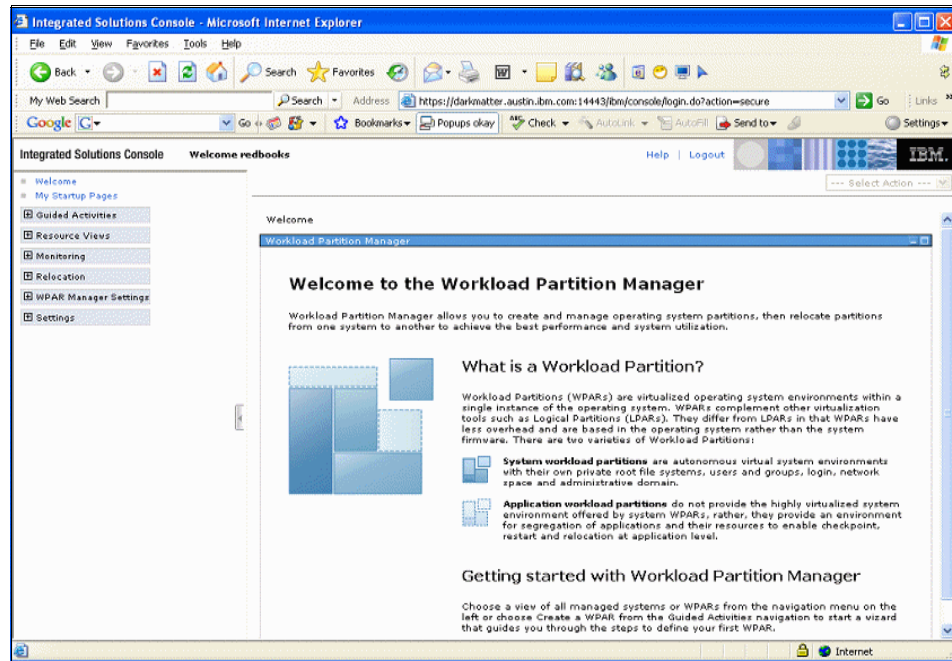 Integrated Solutions Console - Microsoft Internet Explorer
File Edit View Favorites Tools Help
Back Search Favorites
My Web Search Search Address https://darkmatter.austin.ibm.com:14443/ibm/console/login.do?action=secure Go Links »
Google G Go Bookmarks Popups okay Check AutoLink AutoFill Send to Settings
Integrated Solutions Console Welcome redbooks Help | Logout IBM.
Welcome
My Startup Pages
--- Select Action ---
Guided Activities
Resource Views
Monitoring
Relocation
WPAR Manager Settings
Settings
Welcome
Workload Partition Manager
Welcome to the Workload Partition Manager
Workload Partition Manager allows you to create and manage operating system partitions, then relocate partitions
from one system to another to achieve the best performance and system utilization.
What is a Workload Partition?
Workload Partitions (WPARs) are virtualized operating system environments within a
single instance of the operating system. WPARs complement other virtualization
tools such as Logical Partitions (LPARs). They differ from LPARs in that WPARs have
less overhead and are based in the operating system rather than the system
firmware. There are two varieties of Workload Partitions:
System workload partitions are autonomous virtual system environments
with their own private root file systems, users and groups, login, network
space and administrative domain.
Application workload partitions do not provide the highly virtualized system
environment offered by system WPARs, rather, they provide an environment
for segregation of applications and their resources to enable checkpoint,
restart and relocation at application level.
Getting started with Workload Partition Manager
Choose a view of all managed systems or WPARs from the navigation menu on the
left or choose Create a WPAR from the Guided Activities navigation to start a wizard
that guides you through the steps to define your first WPAR.
Internet